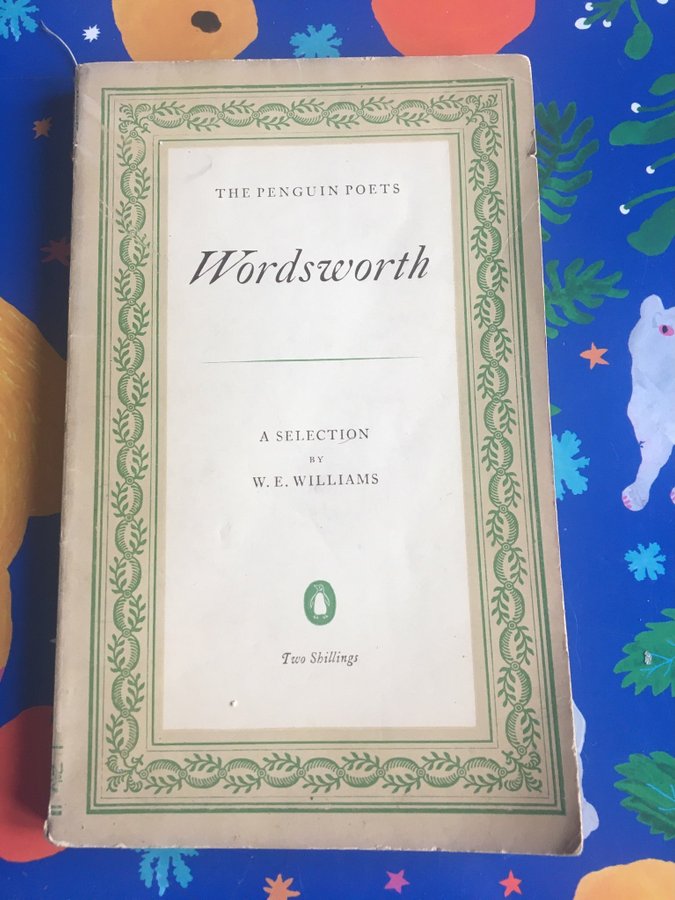 THE PENGUIN POETS
Wordsworth
A SELECTION
BY
W. E. WILLIAMS
Two Shillings